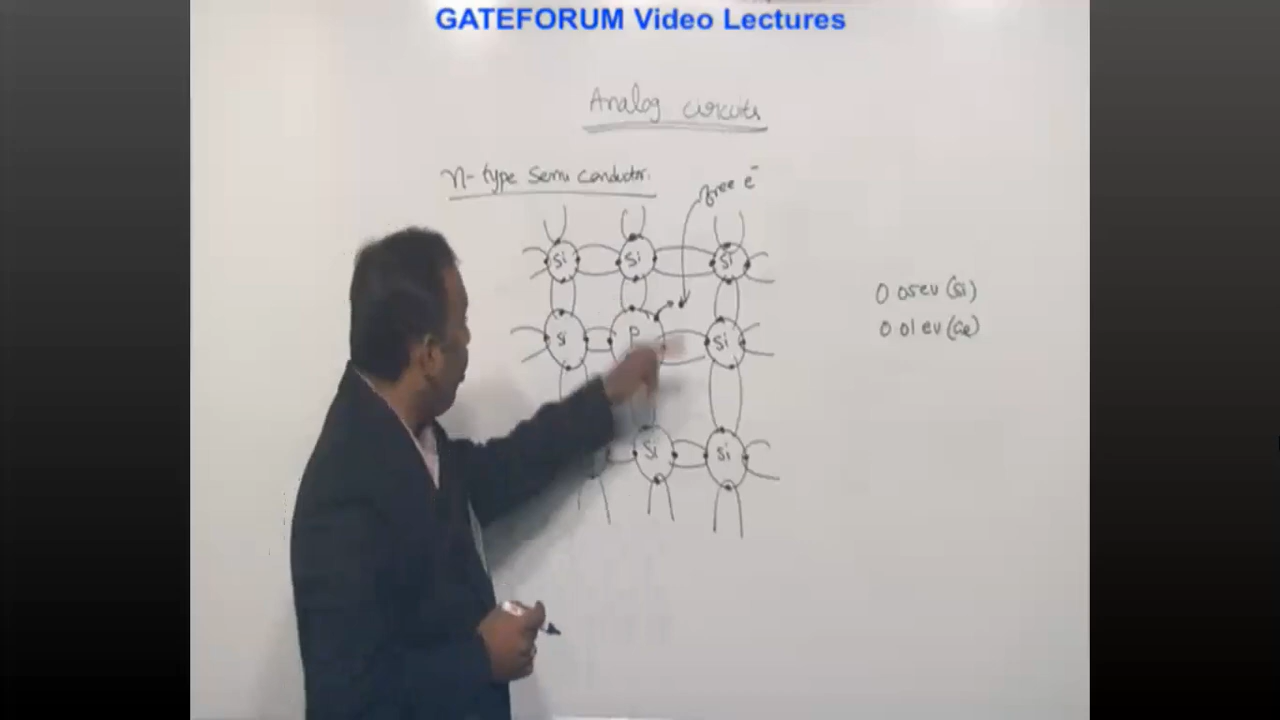 GATEFORUM Video Lectures
Analog circuits
n-type Semi Conductor.
free e⁻
Si Si Si
0 05ev (Si)
Si P Si
0 01 ev (Ge)
Si Si